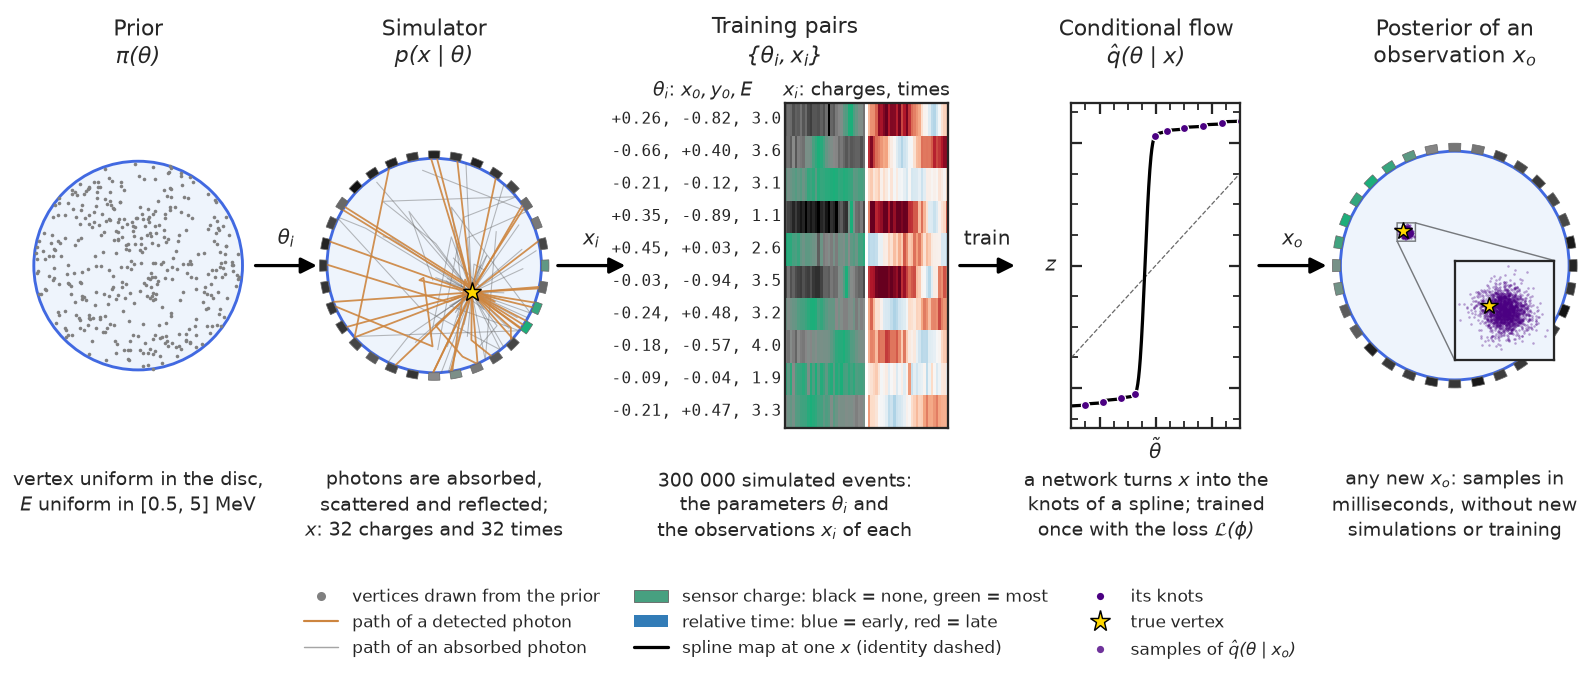 Prior
π(θ)
Simulator
p(x | θ)
Training pairs
{θᵢ, xᵢ}
Conditional flow
q̂(θ | x)
Posterior of an
observation xₒ
θᵢ: xₒ, yₒ, E
xᵢ: charges, times
+0.26, -0.82, 3.0
-0.66, +0.40, 3.6
-0.21, -0.12, 3.1
+0.35, -0.89, 1.1
+0.45, +0.03, 2.6
-0.03, -0.94, 3.5
-0.24, +0.48, 3.2
-0.18, -0.57, 4.0
-0.09, -0.04, 1.9
-0.21, +0.47, 3.3
θᵢ
xᵢ
train
z
θ̃
xₒ
vertex uniform in the disc,
E uniform in [0.5, 5] MeV
photons are absorbed,
scattered and reflected;
x: 32 charges and 32 times
300 000 simulated events:
the parameters θᵢ and
the observations xᵢ of each
a network turns x into the
knots of a spline; trained
once with the loss ℒ(ϕ)
any new xₒ: samples in
milliseconds, without new
simulations or training
vertices drawn from the prior
path of a detected photon
path of an absorbed photon
sensor charge: black = none, green = most
relative time: blue = early, red = late
spline map at one x (identity dashed)
its knots
true vertex
samples of q̂(θ | xₒ)